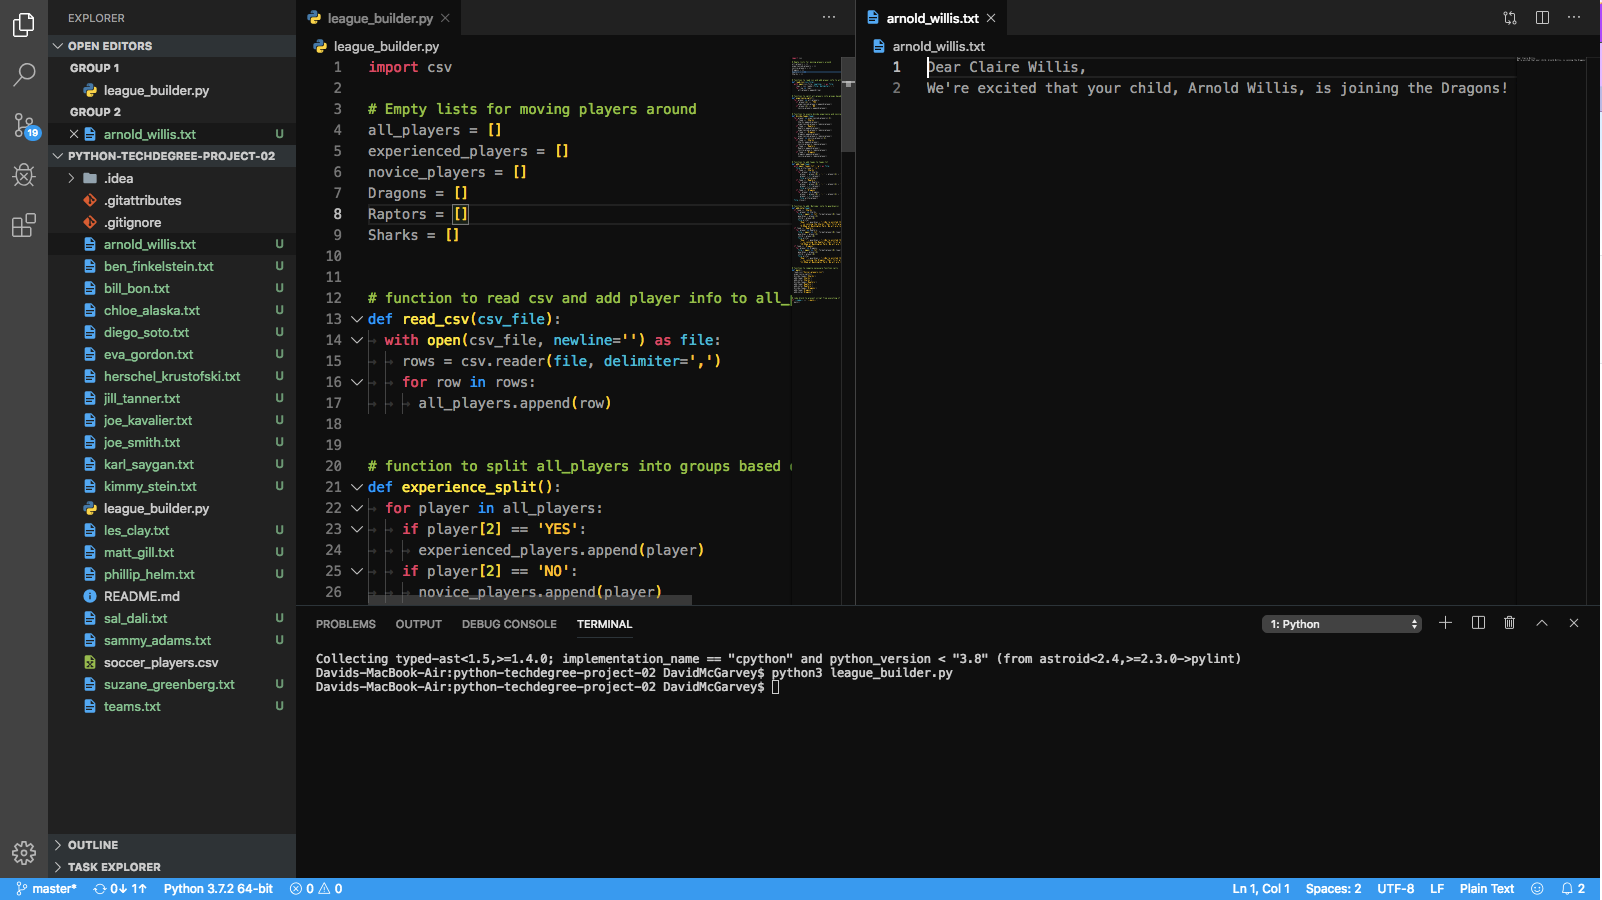 EXPLORER
OPEN EDITORS
GROUP 1
league_builder.py
GROUP 2
arnold_willis.txt U
PYTHON-TECHDEGREE-PROJECT-02
.idea
.gitattributes
.gitignore
arnold_willis.txt U
ben_finkelstein.txt U
bill_bon.txt U
chloe_alaska.txt U
diego_soto.txt U
eva_gordon.txt U
herschel_krustofski.txt U
jill_tanner.txt U
joe_kavalier.txt U
joe_smith.txt U
karl_saygan.txt U
kimmy_stein.txt U
league_builder.py
les_clay.txt U
matt_gill.txt U
phillip_helm.txt U
README.md
sal_dali.txt U
sammy_adams.txt U
soccer_players.csv
suzane_greenberg.txt U
teams.txt U
OUTLINE
TASK EXPLORER
19
league_builder.py
league_builder.py
1 import csv
2
3 # Empty lists for moving players around
4 all_players = []
5 experienced_players = []
6 novice_players = []
7 Dragons = []
8 Raptors = []
9 Sharks = []
10
11
12 # function to read csv and add player info to all_
13 def read_csv(csv_file):
14 with open(csv_file, newline='') as file:
15 rows = csv.reader(file, delimiter=',')
16 for row in rows:
17 all_players.append(row)
18
19
20 # function to split all_players into groups based
21 def experience_split():
22 for player in all_players:
23 if player[2] == 'YES':
24 experienced_players.append(player)
25 if player[2] == 'NO':
26 novice_players.append(player)
arnold_willis.txt
arnold_willis.txt
1 Dear Claire Willis,
2 We're excited that your child, Arnold Willis, is joining the Dragons!
PROBLEMS OUTPUT DEBUG CONSOLE TERMINAL 1: Python
Collecting typed-ast<1.5,>=1.4.0; implementation_name == "cpython" and python_version < "3.8" (from astroid<2.4,>=2.3.0->pylint)
Davids-MacBook-Air:python-techdegree-project-02 DavidMcGarvey$ python3 league_builder.py
Davids-MacBook-Air:python-techdegree-project-02 DavidMcGarvey$
master* 0↓ 1↑ Python 3.7.2 64-bit 0 0 Ln 1, Col 1 Spaces: 2 UTF-8 LF Plain Text 2